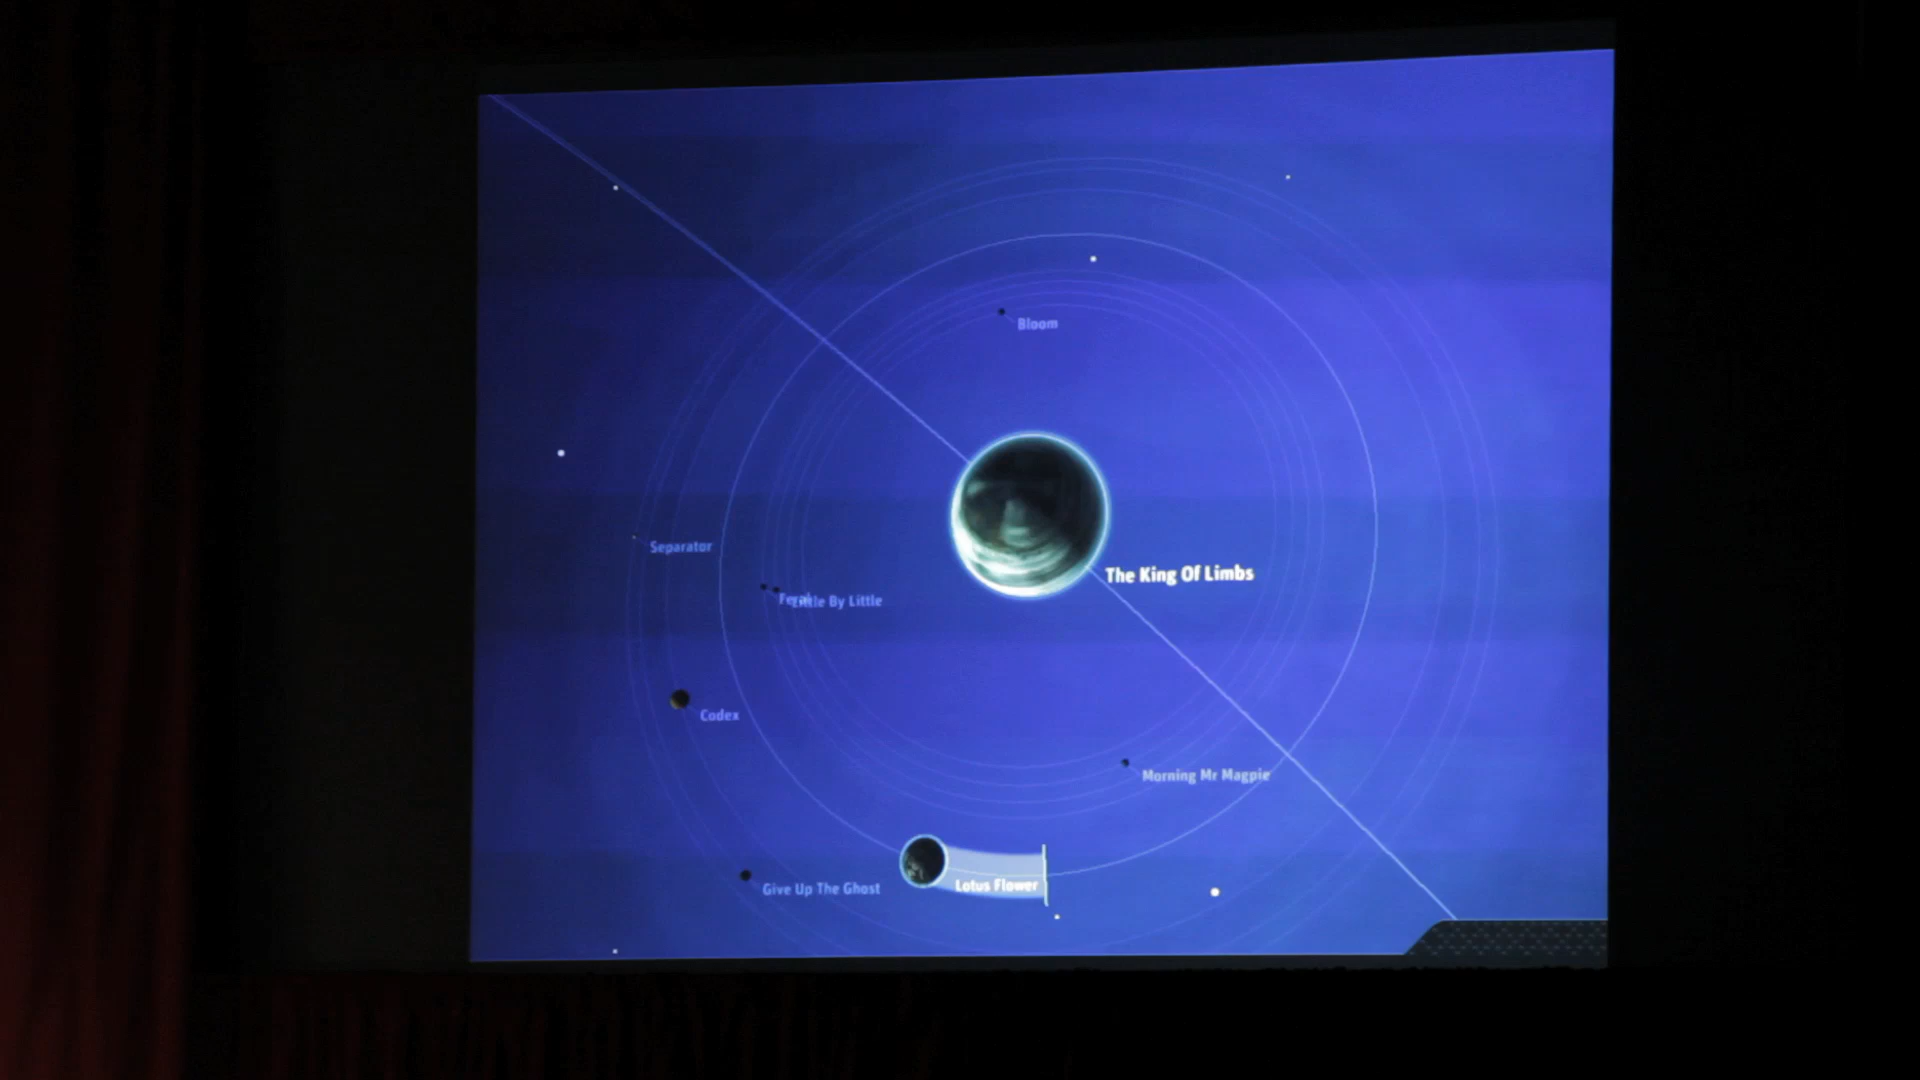 Bloom
Separator
The King Of Limbs
Feral
Little By Little
Codex
Morning Mr Magpie
Lotus Flower
Give Up The Ghost